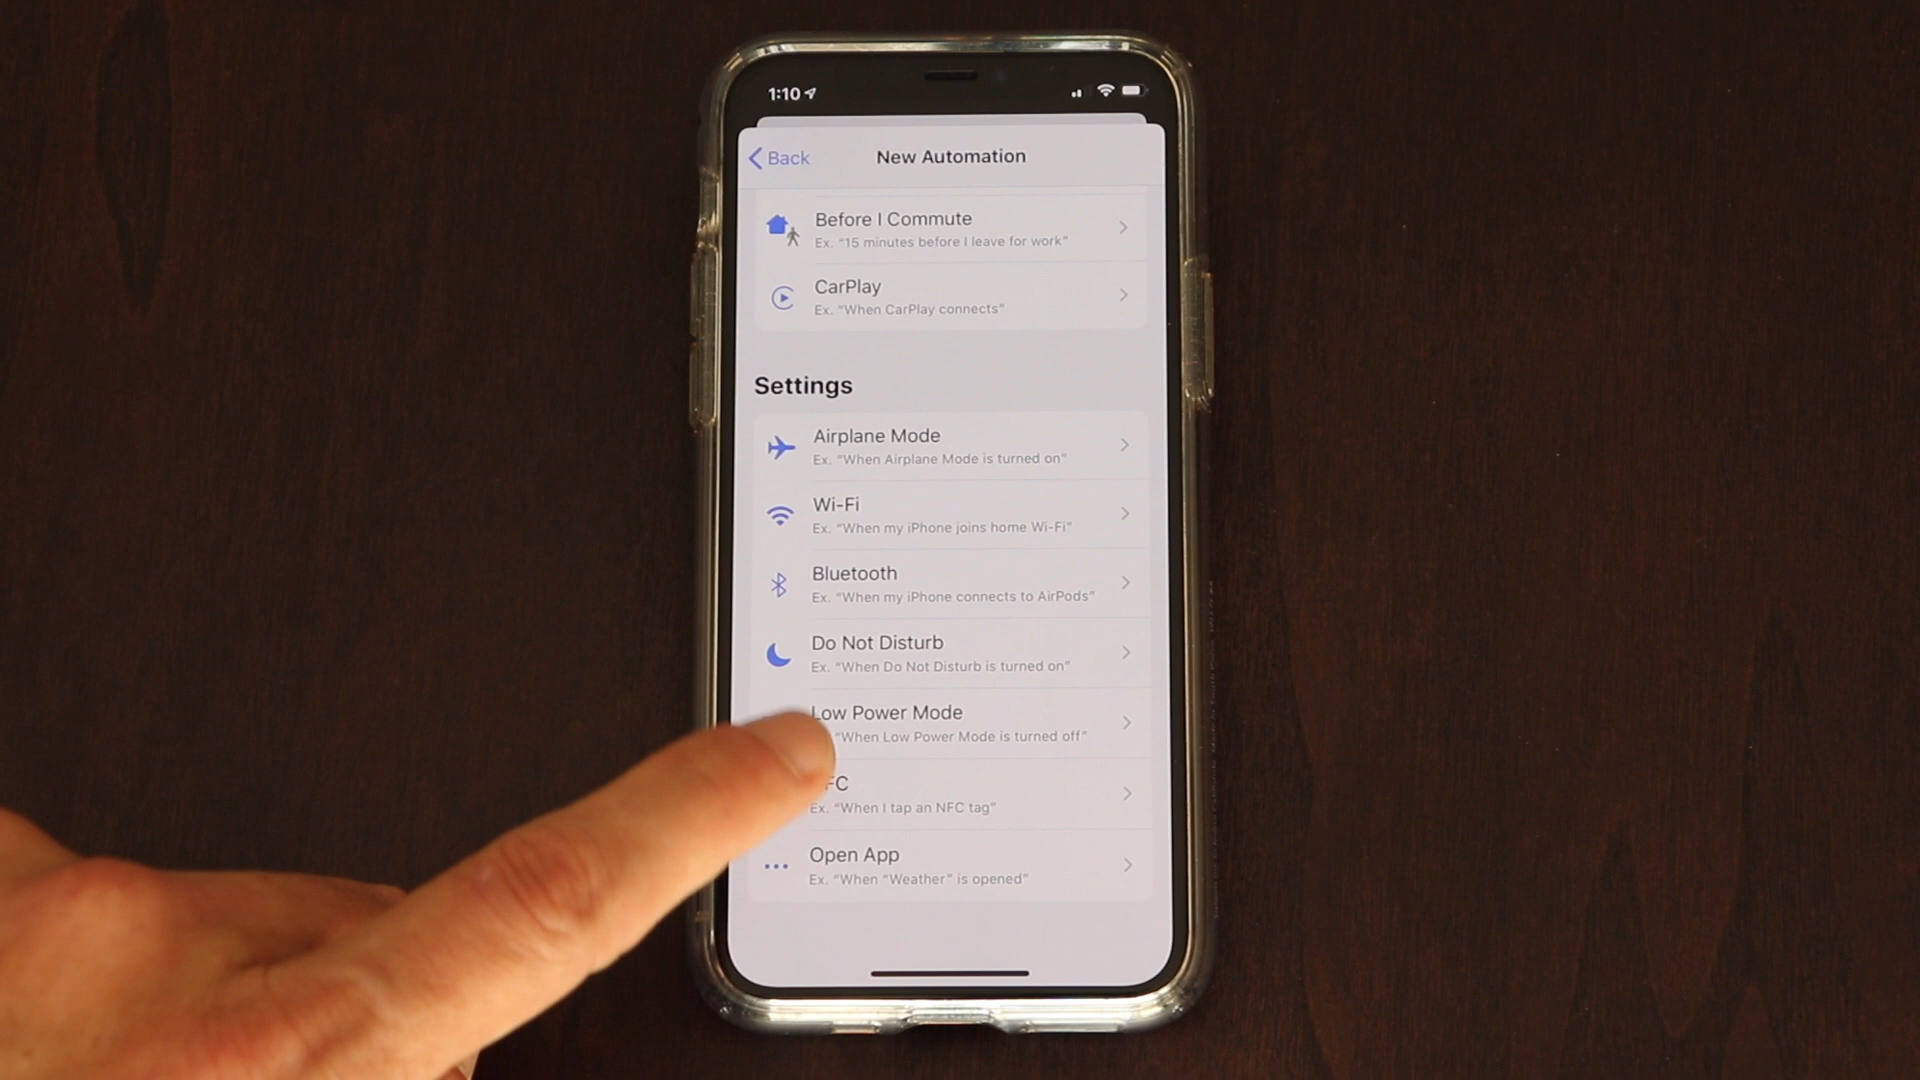 1:10
Back
New Automation
Before I Commute
Ex. “15 minutes before I leave for work”
CarPlay
Ex. “When CarPlay connects”
Settings
Airplane Mode
Ex. “When Airplane Mode is turned on”
Wi-Fi
Ex. “When my iPhone joins home Wi-Fi”
Bluetooth
Ex. “When my iPhone connects to AirPods”
Do Not Disturb
Ex. “When Do Not Disturb is turned on”
Low Power Mode
“When Low Power Mode is turned off”
FC
Ex. “When I tap an NFC tag”
Open App
Ex. “When “Weather” is opened”